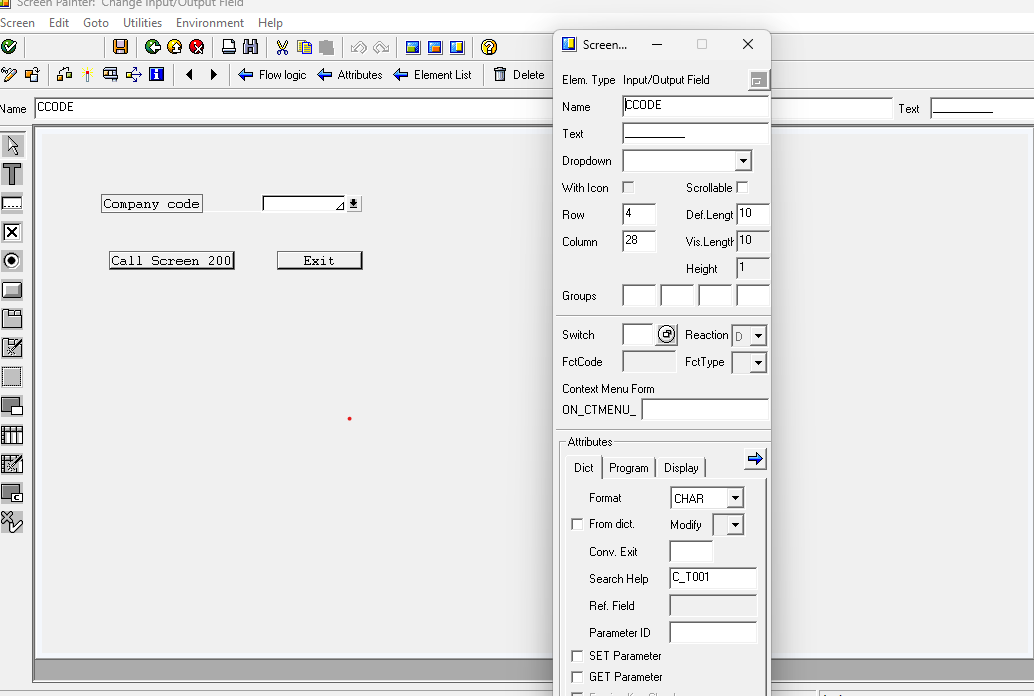 Screen Painter: Change Input/Output Field
Screen Edit Goto Utilities Environment Help
Flow logic Attributes Element List Delete
Name CCODE Text __________
Company code
Call Screen 200 Exit
C
Screen...
Elem. Type Input/Output Field
Name CCODE
Text __________
Dropdown
With Icon Scrollable
Row 4 Def.Lengt 10
Column 28 Vis.Length 10
Height 1
Groups
Switch Reaction D
FctCode FctType
Context Menu Form
ON_CTMENU_
Attributes
Dict Program Display
Format CHAR
From dict. Modify
Conv. Exit
Search Help C_T001
Ref. Field
Parameter ID
SET Parameter
GET Parameter